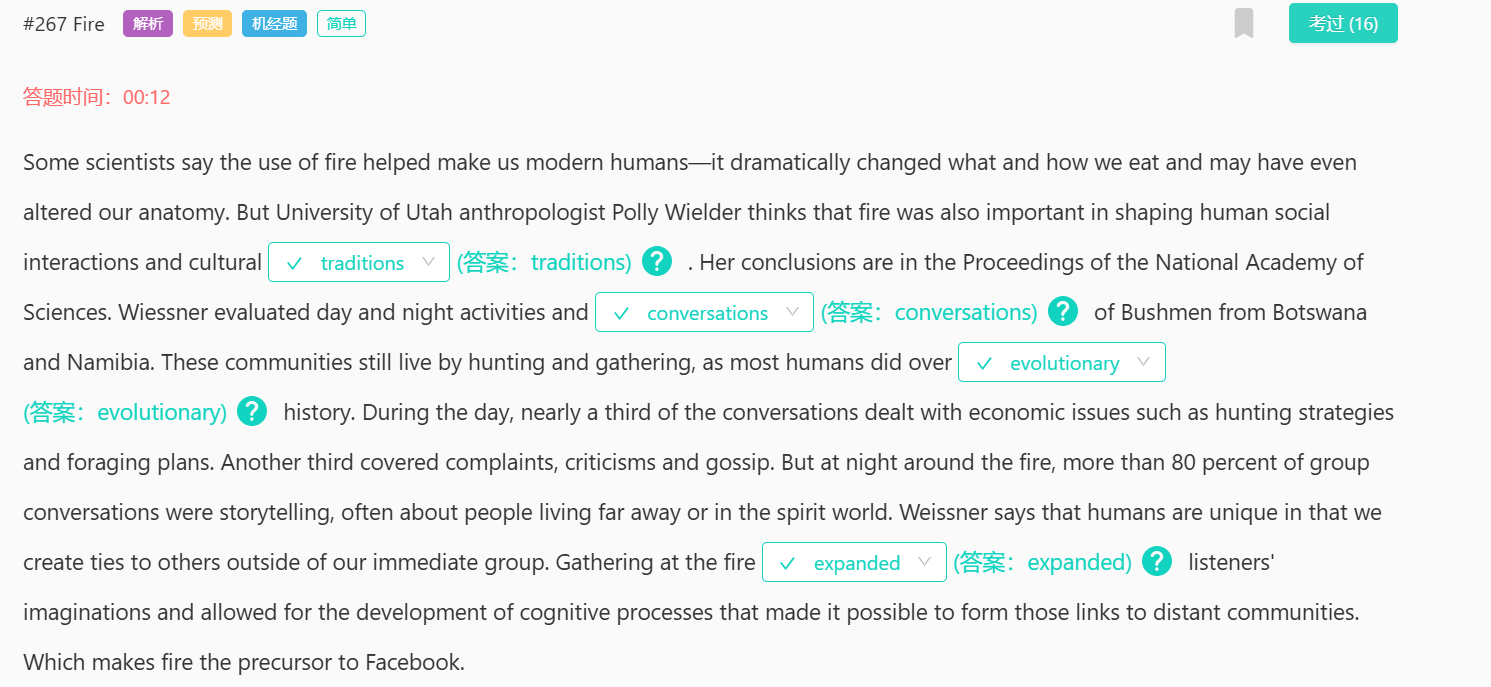 #267 Fire 解析 预测 机经题 简单 考过 (16)
答题时间：00:12
Some scientists say the use of fire helped make us modern humans—it dramatically changed what and how we eat and may have even
altered our anatomy. But University of Utah anthropologist Polly Wielder thinks that fire was also important in shaping human social
interactions and cultural ✓ traditions (答案：traditions) ? . Her conclusions are in the Proceedings of the National Academy of
Sciences. Wiessner evaluated day and night activities and ✓ conversations (答案：conversations) ? of Bushmen from Botswana
and Namibia. These communities still live by hunting and gathering, as most humans did over ✓ evolutionary
(答案：evolutionary) ? history. During the day, nearly a third of the conversations dealt with economic issues such as hunting strategies
and foraging plans. Another third covered complaints, criticisms and gossip. But at night around the fire, more than 80 percent of group
conversations were storytelling, often about people living far away or in the spirit world. Weissner says that humans are unique in that we
create ties to others outside of our immediate group. Gathering at the fire ✓ expanded (答案：expanded) ? listeners'
imaginations and allowed for the development of cognitive processes that made it possible to form those links to distant communities.
Which makes fire the precursor to Facebook.